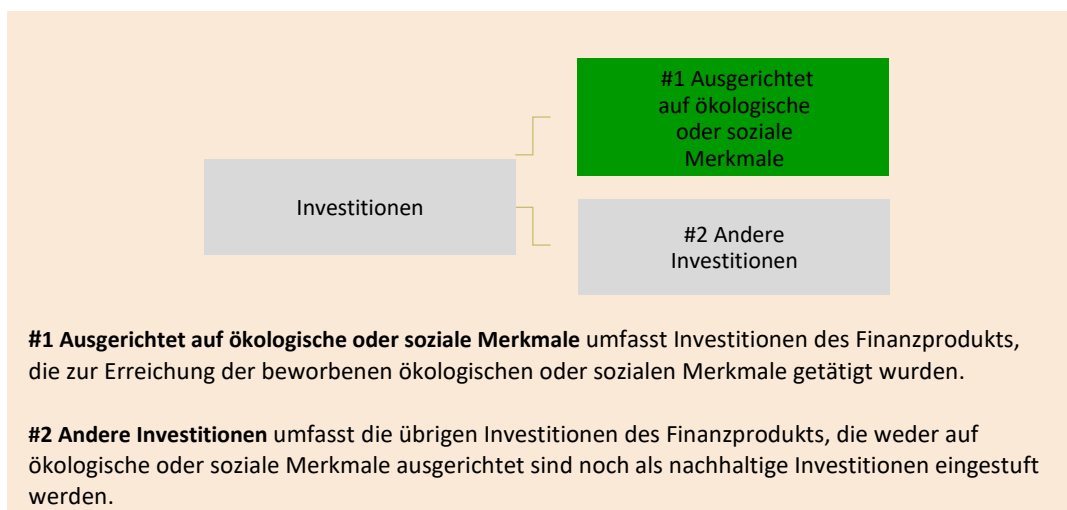 #1 Ausgerichtet
auf ökologische
oder soziale
Merkmale
Investitionen
#2 Andere
Investitionen
#1 Ausgerichtet auf ökologische oder soziale Merkmale umfasst Investitionen des Finanzprodukts,
die zur Erreichung der beworbenen ökologischen oder sozialen Merkmale getätigt wurden.
#2 Andere Investitionen umfasst die übrigen Investitionen des Finanzprodukts, die weder auf
ökologische oder soziale Merkmale ausgerichtet sind noch als nachhaltige Investitionen eingestuft
werden.